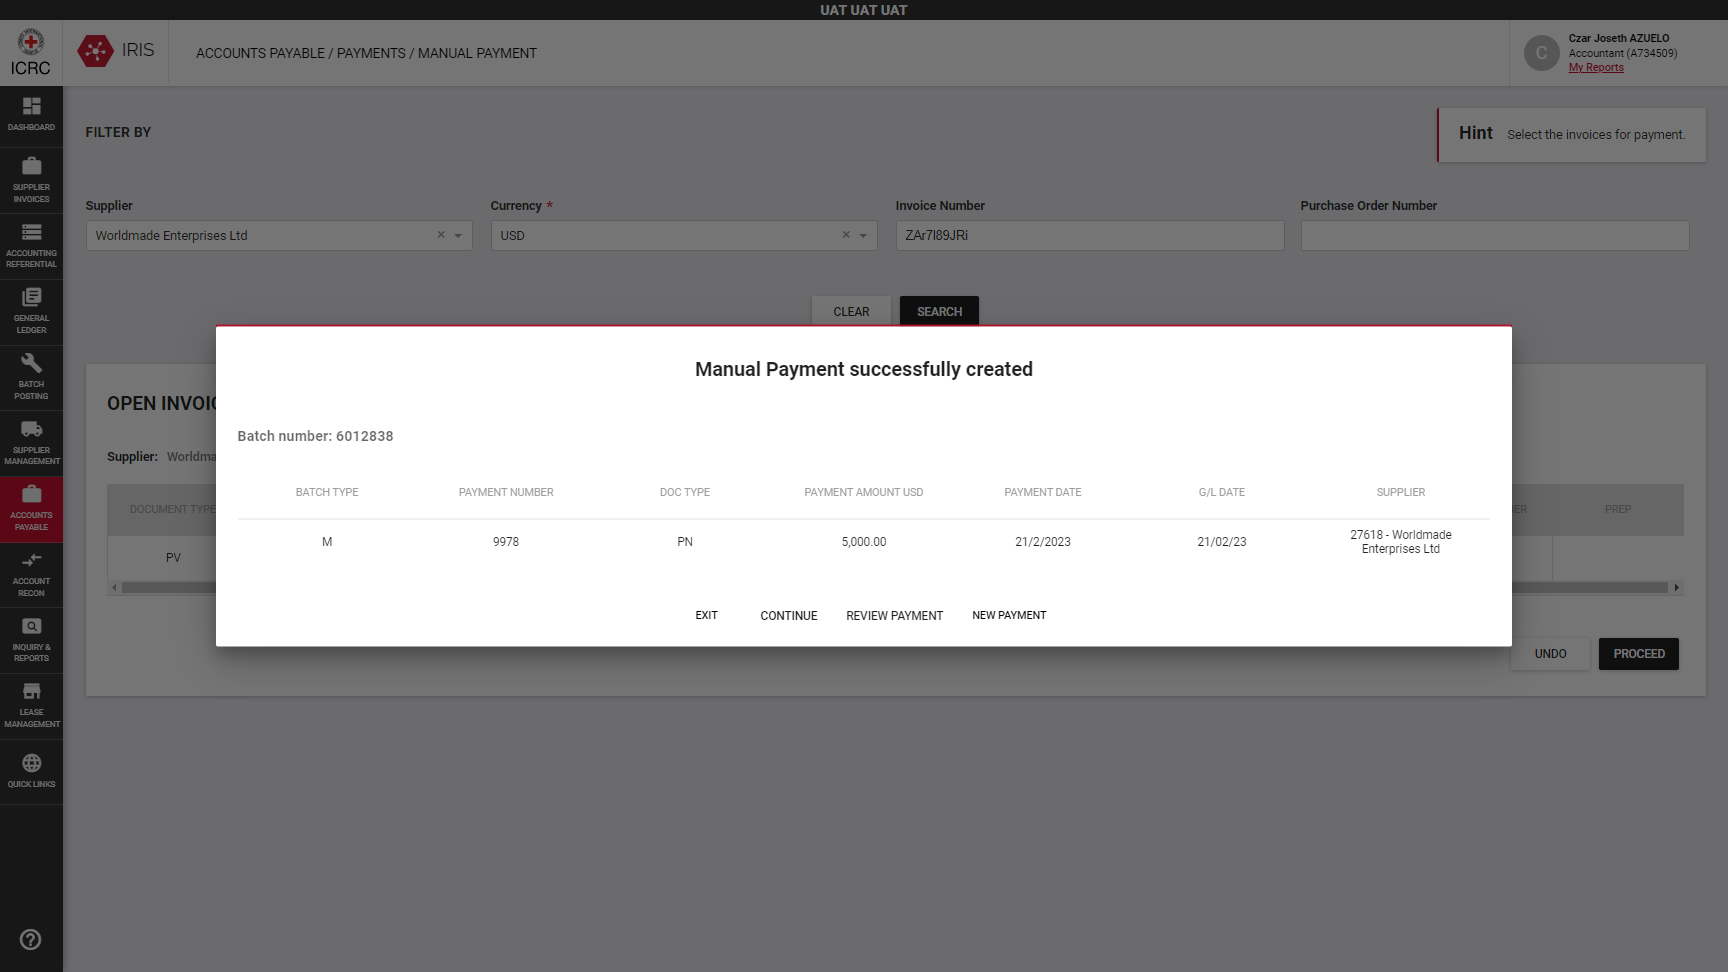 UAT UAT UAT
ICRC
IRIS
ACCOUNTS PAYABLE / PAYMENTS / MANUAL PAYMENT
C
Czar Joseth AZUELO
Accountant (A734509)
My Reports
DASHBOARD
SUPPLIER
INVOICES
ACCOUNTING
REFERENTIAL
GENERAL
LEDGER
BATCH
POSTING
SUPPLIER
MANAGEMENT
ACCOUNTS
PAYABLE
ACCOUNT
RECON
INQUIRY &
REPORTS
LEASE
MANAGEMENT
QUICK LINKS
FILTER BY
Hint Select the invoices for payment.
Supplier Currency * Invoice Number Purchase Order Number
Worldmade Enterprises Ltd USD ZAr7I89JRi
CLEAR SEARCH
OPEN INVOIC
Supplier: Worldma
DOCUMENT TYPE ER PREP
PV
Manual Payment successfully created
Batch number: 6012838
BATCH TYPE PAYMENT NUMBER DOC TYPE PAYMENT AMOUNT USD PAYMENT DATE G/L DATE SUPPLIER
M 9978 PN 5,000.00 21/2/2023 21/02/23 27618 - Worldmade
Enterprises Ltd
EXIT CONTINUE REVIEW PAYMENT NEW PAYMENT
UNDO PROCEED